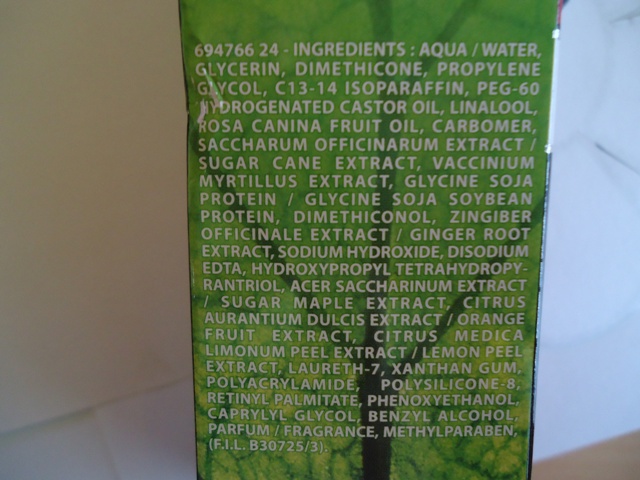 694766 24 - INGREDIENTS : AQUA / WATER,
GLYCERIN, DIMETHICONE, PROPYLENE
GLYCOL, C13-14 ISOPARAFFIN, PEG-60
HYDROGENATED CASTOR OIL, LINALOOL,
ROSA CANINA FRUIT OIL, CARBOMER,
SACCHARUM OFFICINARUM EXTRACT /
SUGAR CANE EXTRACT, VACCINIUM
MYRTILLUS EXTRACT, GLYCINE SOJA
PROTEIN / GLYCINE SOJA SOYBEAN
PROTEIN, DIMETHICONOL, ZINGIBER
OFFICINALE EXTRACT / GINGER ROOT
EXTRACT, SODIUM HYDROXIDE, DISODIUM
EDTA, HYDROXYPROPYL TETRAHYDROPY-
RANTRIOL, ACER SACCHARINUM EXTRACT
/ SUGAR MAPLE EXTRACT, CITRUS
AURANTIUM DULCIS EXTRACT / ORANGE
FRUIT EXTRACT, CITRUS MEDICA
LIMONUM PEEL EXTRACT / LEMON PEEL
EXTRACT, LAURETH-7, XANTHAN GUM,
POLYACRYLAMIDE, POLYSILICONE-8,
RETINYL PALMITATE, PHENOXYETHANOL,
CAPRYLYL GLYCOL, BENZYL ALCOHOL,
PARFUM / FRAGRANCE, METHYLPARABEN.
(F.I.L. B30725/3).